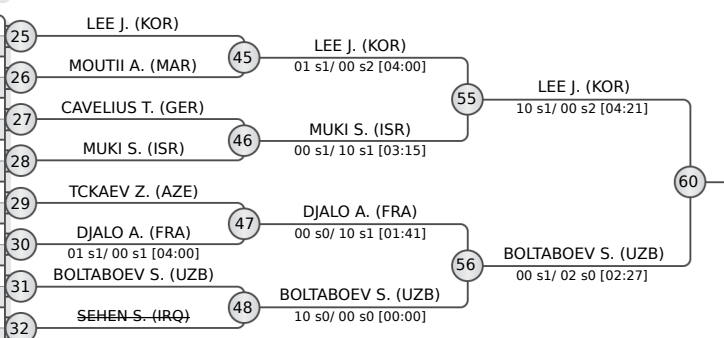 25
LEE J. (KOR)
26
MOUTII A. (MAR)
45
LEE J. (KOR)
01 s1/ 00 s2 [04:00]
27
CAVELIUS T. (GER)
28
MUKI S. (ISR)
46
MUKI S. (ISR)
00 s1/ 10 s1 [03:15]
55
LEE J. (KOR)
10 s1/ 00 s2 [04:21]
29
TCKAEV Z. (AZE)
30
DJALO A. (FRA)
01 s1/ 00 s1 [04:00]
47
DJALO A. (FRA)
00 s0/ 10 s1 [01:41]
31
BOLTABOEV S. (UZB)
32
SEHEN S. (IRQ)
48
BOLTABOEV S. (UZB)
10 s0/ 00 s0 [00:00]
56
BOLTABOEV S. (UZB)
00 s1/ 02 s0 [02:27]
60